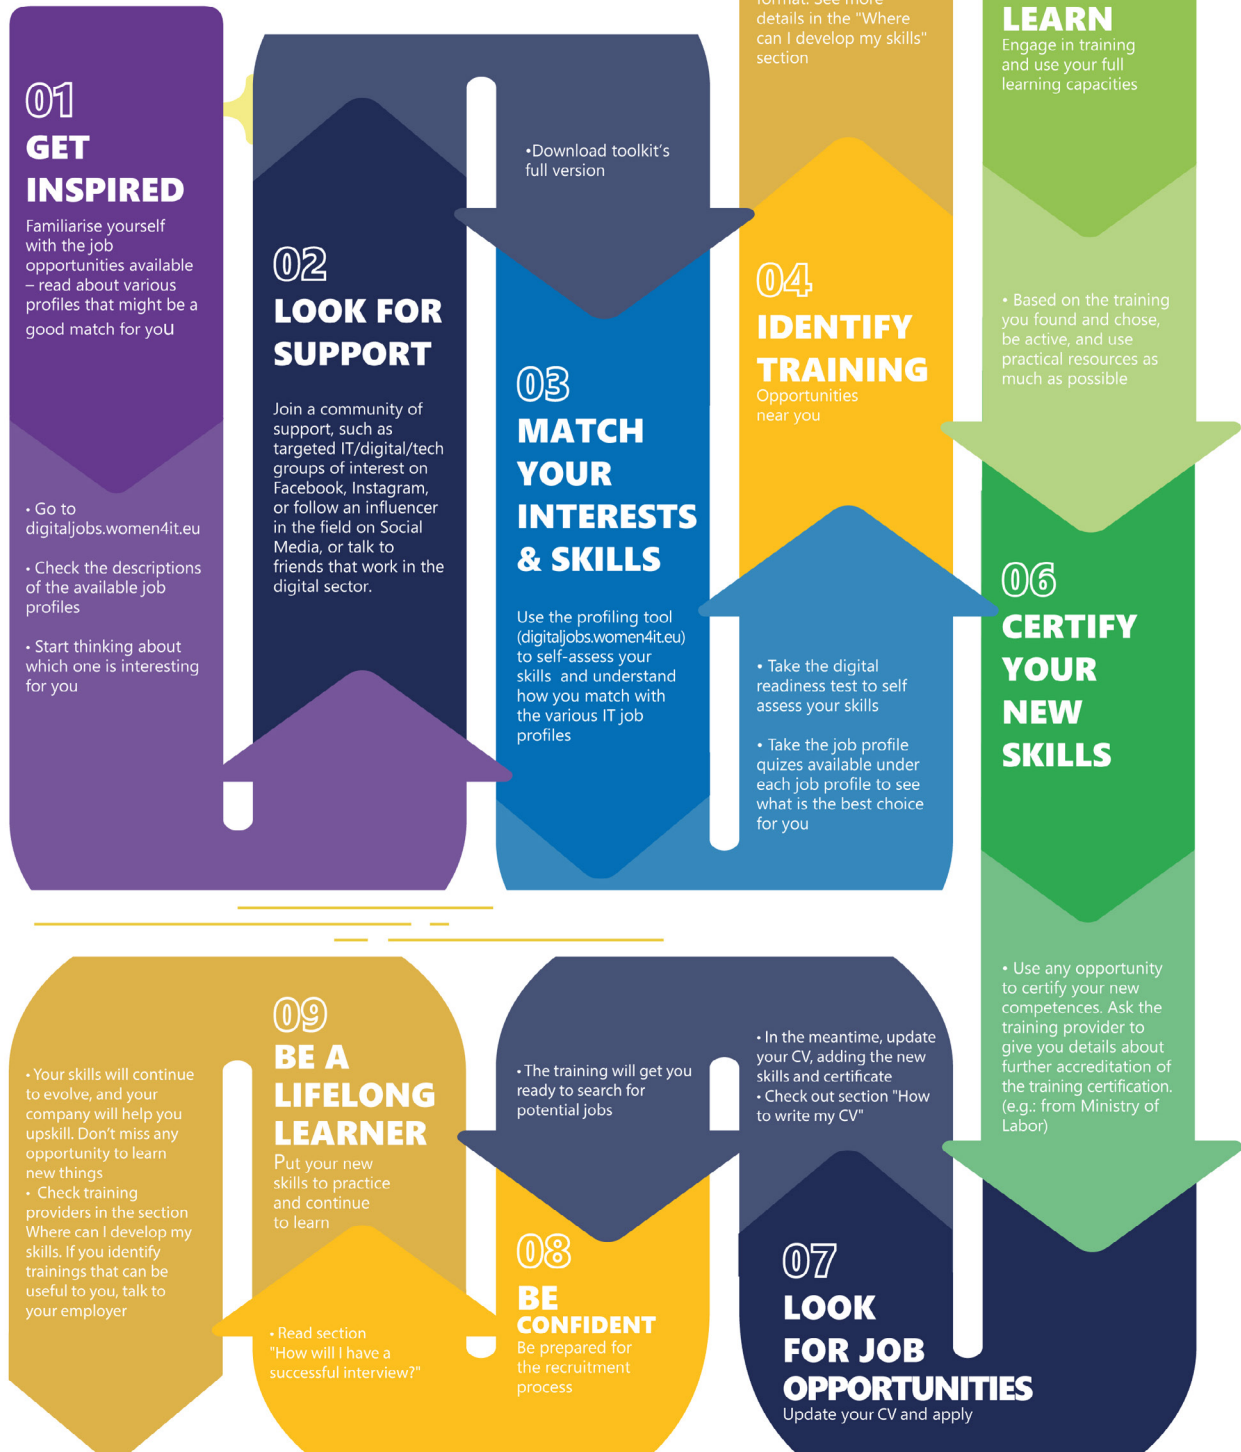 01
GET
INSPIRED
Familiarise yourself
with the job
opportunities available
– read about various
profiles that might be a
good match for you
• Go to
digitaljobs.women4it.eu
• Check the descriptions
of the available job
profiles
• Start thinking about
which one is interesting
for you
02
LOOK FOR
SUPPORT
Join a community of
support, such as
targeted IT/digital/tech
groups of interest on
Facebook, Instagram,
or follow an influencer
in the field on Social
Media, or talk to
friends that work in the
digital sector.
•Download toolkit's
full version
03
MATCH
YOUR
INTERESTS
& SKILLS
Use the profiling tool
(digitaljobs.women4it.eu)
to self-assess your
skills and understand
how you match with
the various IT job
profiles
• Take the digital
readiness test to self
assess your skills
• Take the job profile
quizes available under
each job profile to see
what is the best choice
for you
04
IDENTIFY
TRAINING
Opportunities
near you
format. See more
details in the "Where
can I develop my skills"
section
LEARN
Engage in training
and use your full
learning capacities
• Based on the training
you found and chose,
be active, and use
practical resources as
much as possible
06
CERTIFY
YOUR
NEW
SKILLS
• Use any opportunity
to certify your new
competences. Ask the
training provider to
give you details about
further accreditation of
the training certification.
(e.g.: from Ministry of
Labor)
07
LOOK
FOR JOB
OPPORTUNITIES
Update your CV and apply
• In the meantime, update
your CV, adding the new
skills and certificate
• Check out section "How
to write my CV"
• The training will get you
ready to search for
potential jobs
08
BE
CONFIDENT
Be prepared for
the recruitment
process
• Read section
"How will I have a
successful interview?"
09
BE A
LIFELONG
LEARNER
Put your new
skills to practice
and continue
to learn
• Your skills will continue
to evolve, and your
company will help you
upskill. Don't miss any
opportunity to learn
new things
• Check training
providers in the section
Where can I develop my
skills. If you identify
trainings that can be
useful to you, talk to
your employer